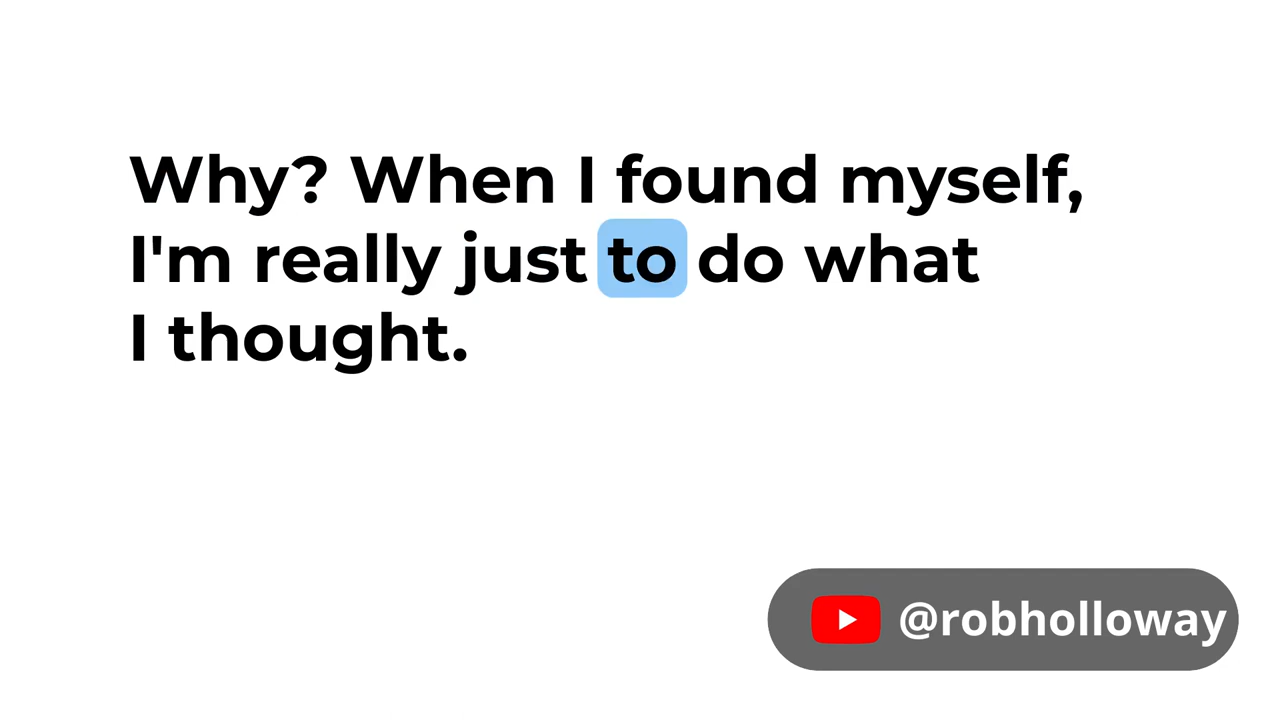 Why? When I found myself,
I'm really just to do what
I thought.
@robholloway